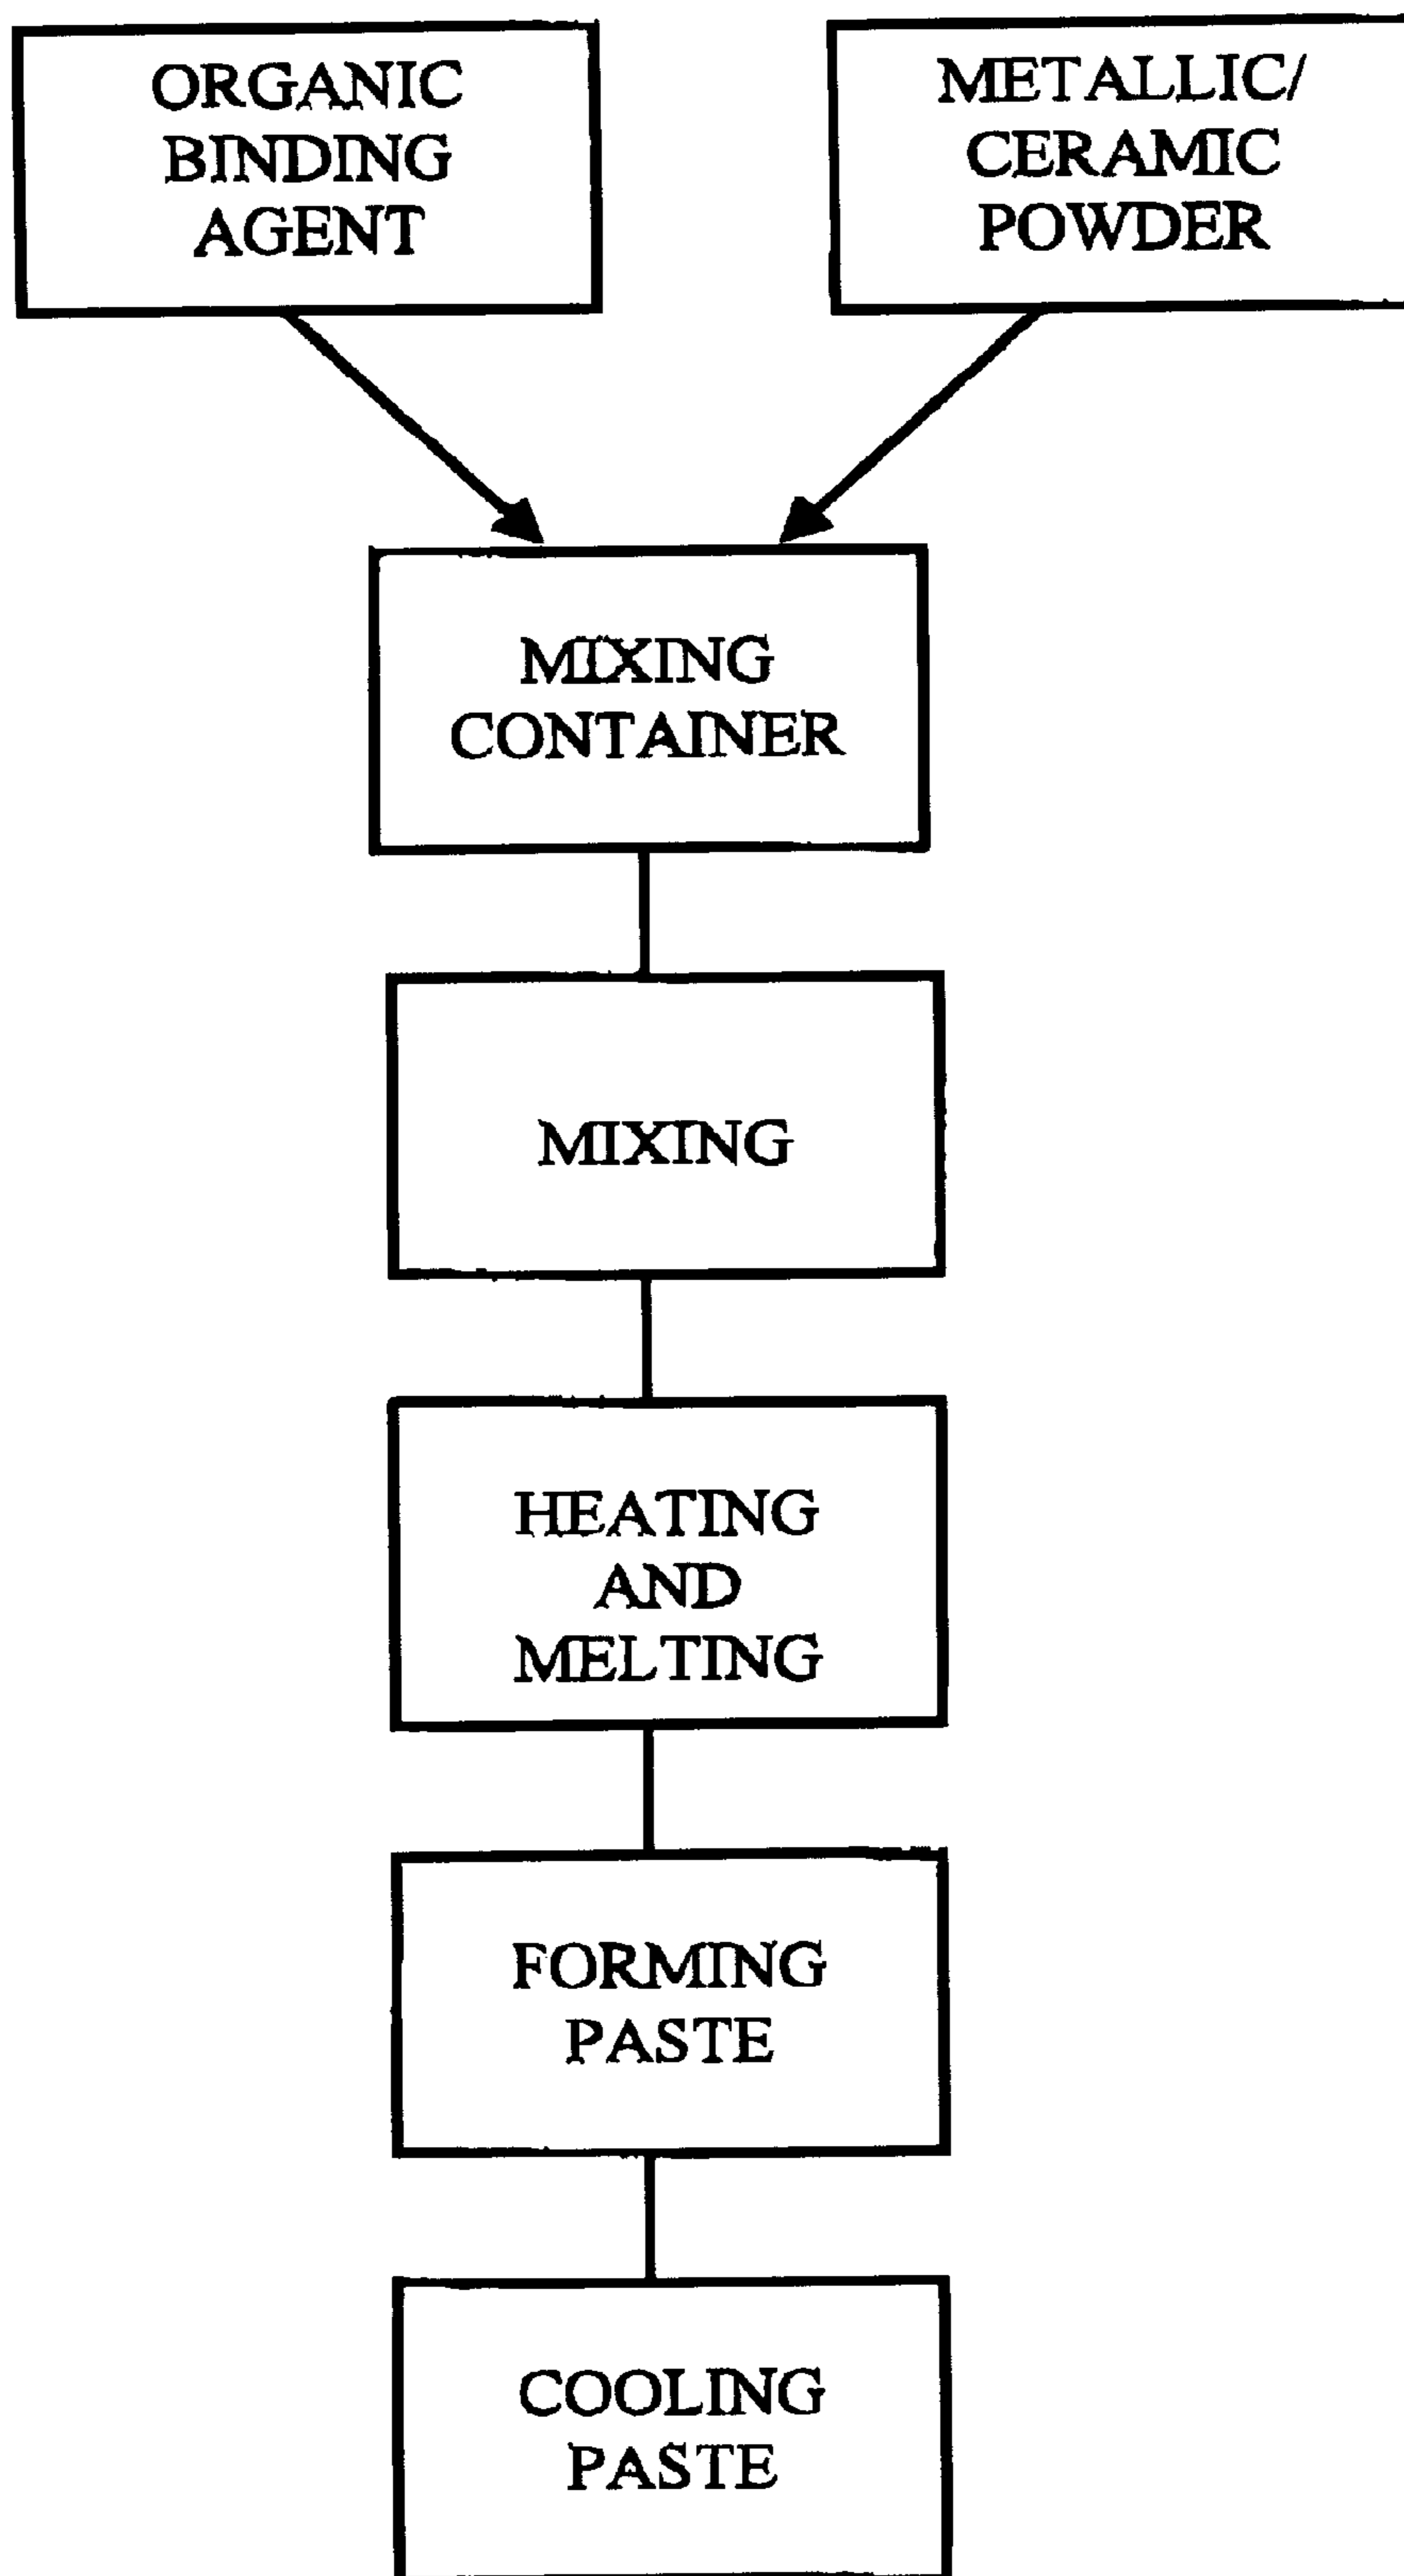 ORGANIC
BINDING
AGENT
METALLIC/
CERAMIC
POWDER
MIXING
CONTAINER
MIXING
HEATING
AND
MELTING
FORMING
PASTE
COOLING
PASTE